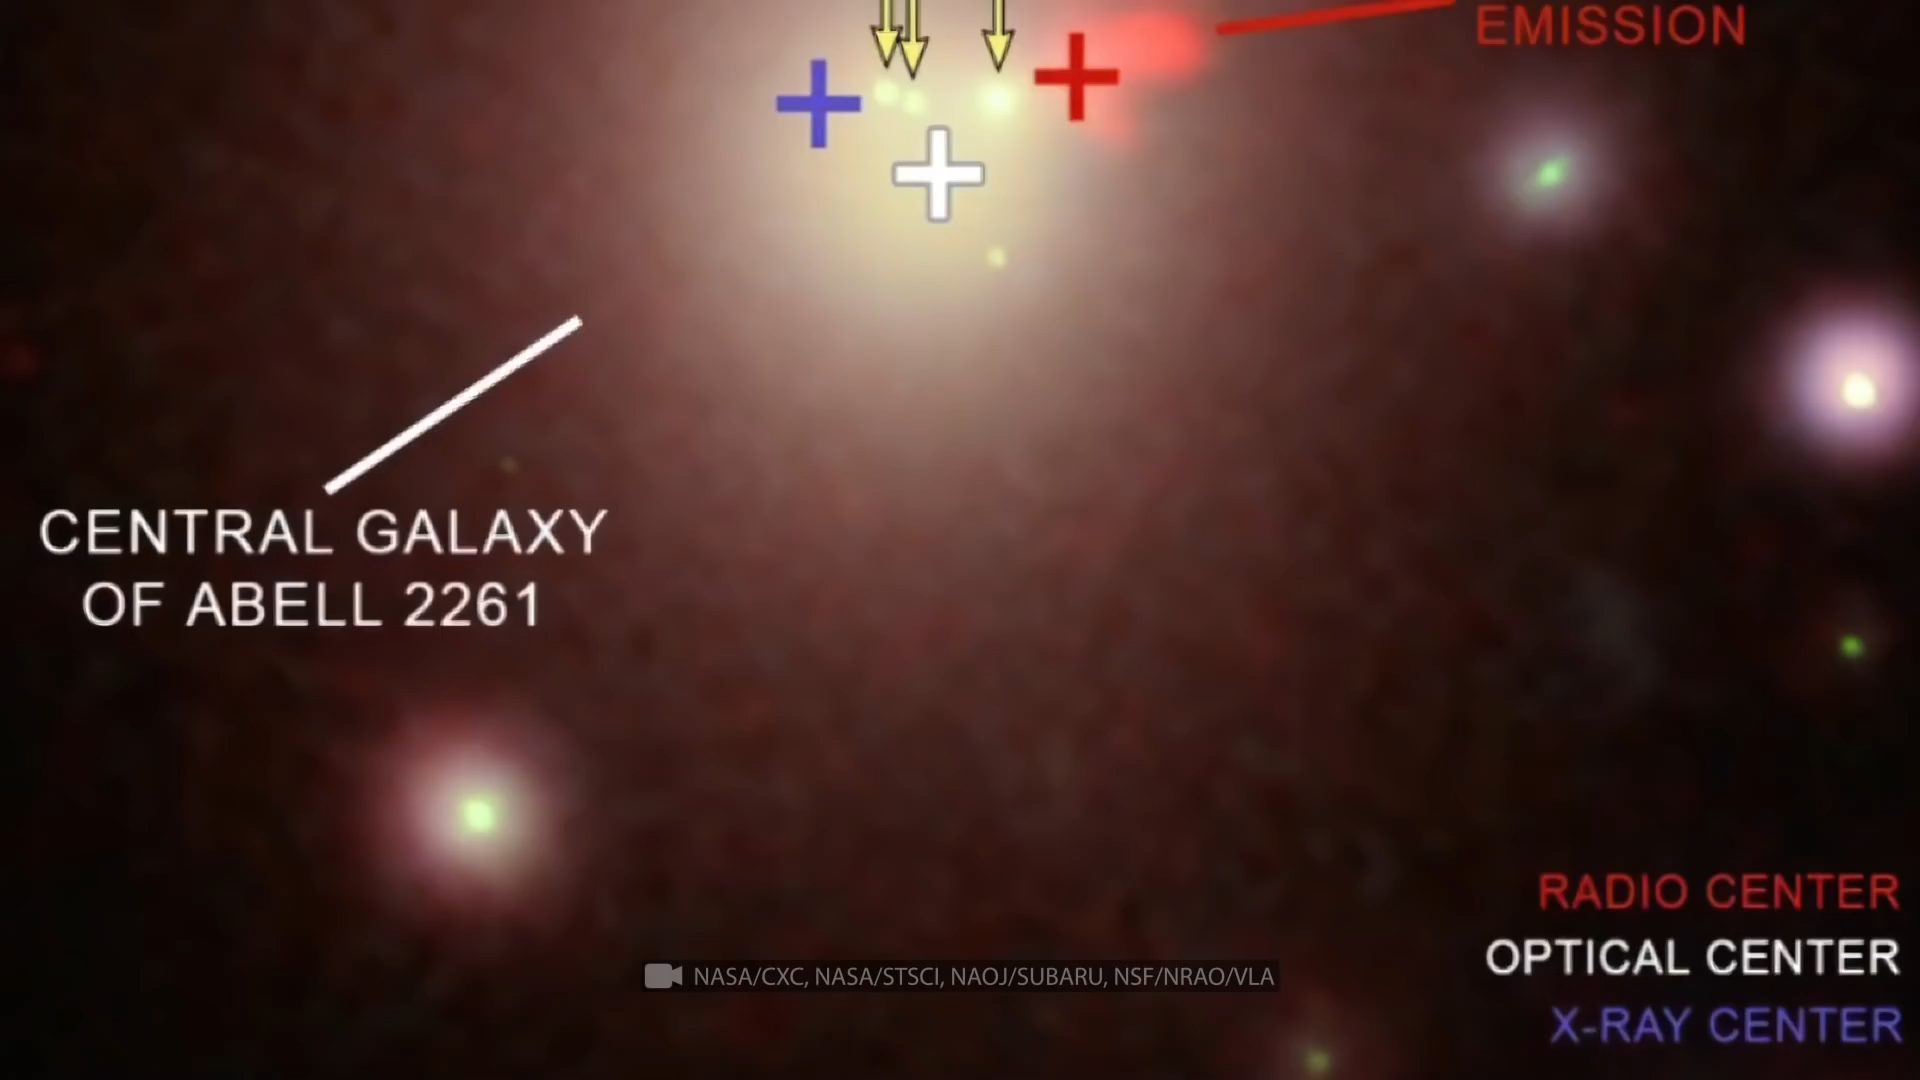 EMISSION
CENTRAL GALAXY
OF ABELL 2261
RADIO CENTER
OPTICAL CENTER
X-RAY CENTER
NASA/CXC, NASA/STSCI, NAOJ/SUBARU, NSF/NRAO/VLA